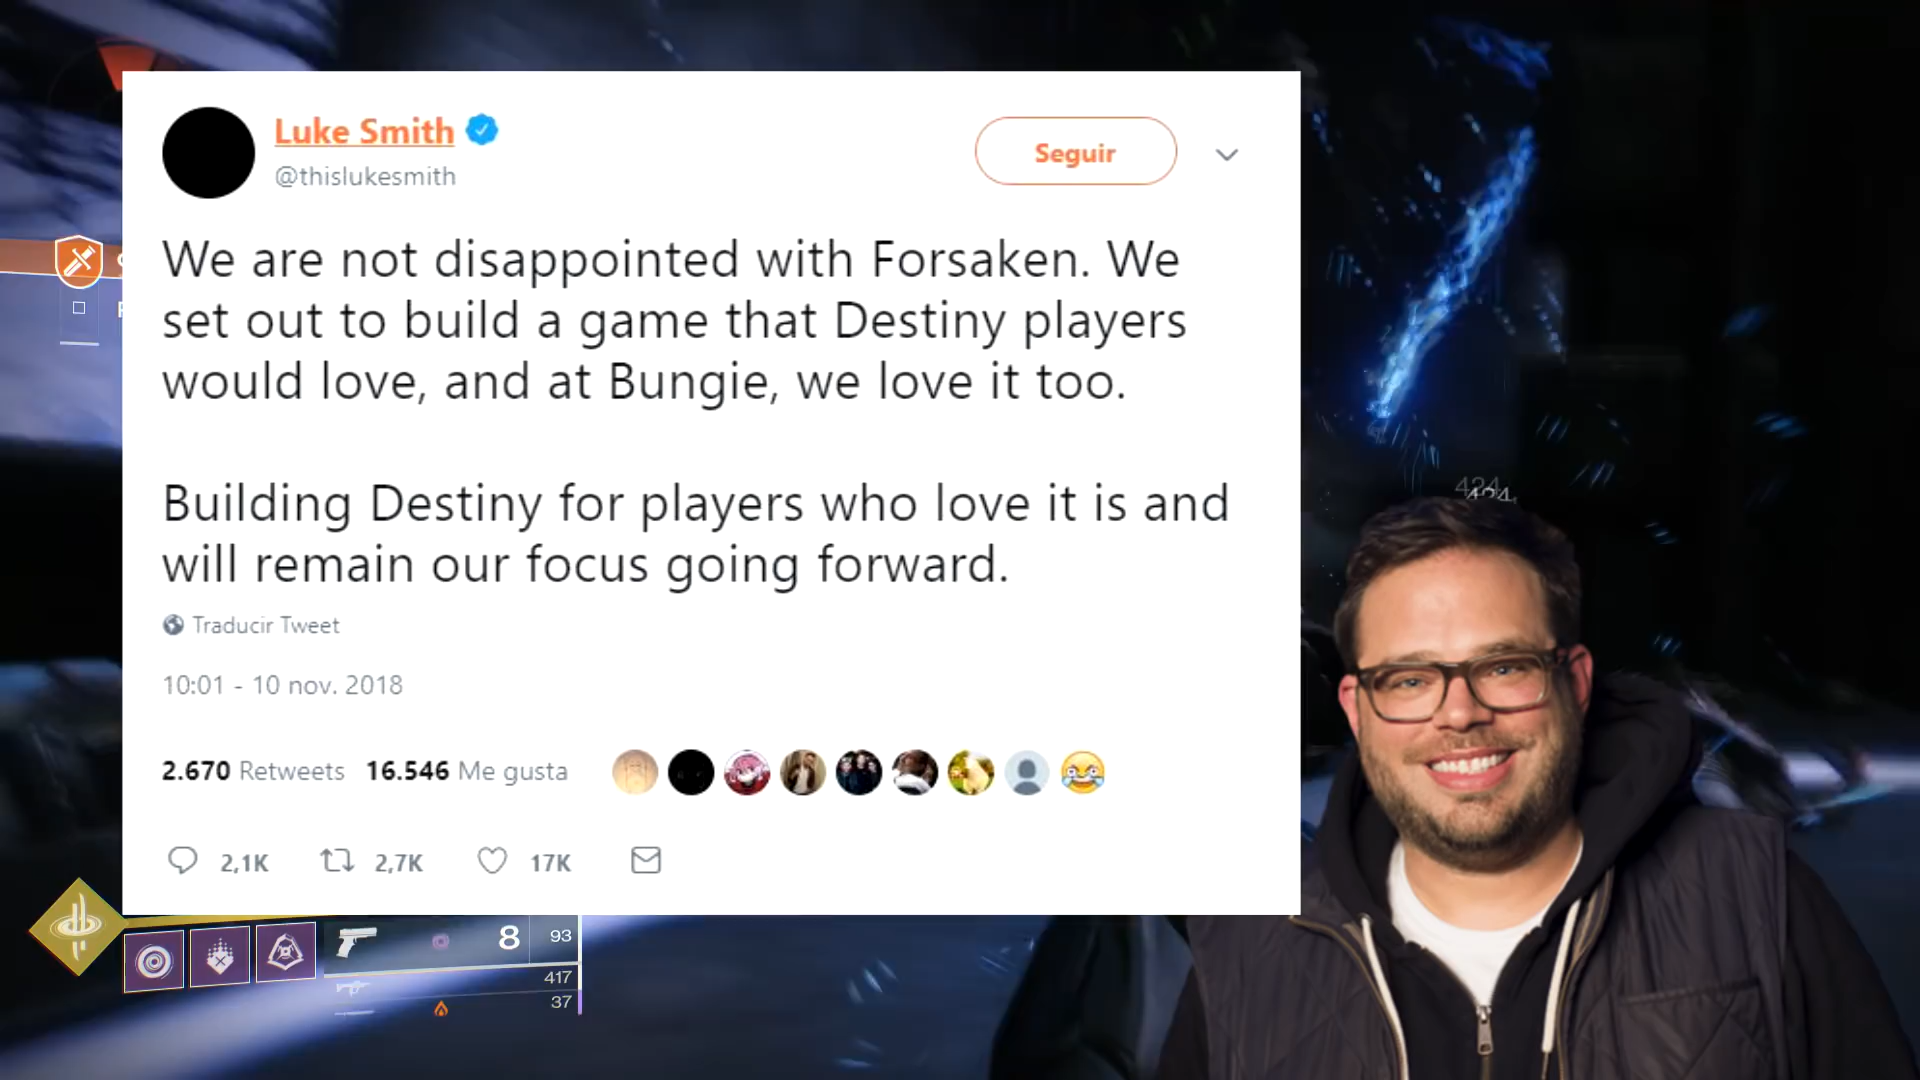 Luke Smith
@thislukesmith
Seguir
We are not disappointed with Forsaken. We
set out to build a game that Destiny players
would love, and at Bungie, we love it too.
Building Destiny for players who love it is and
will remain our focus going forward.
Traducir Tweet
10:01 - 10 nov. 2018
2.670 Retweets 16.546 Me gusta
2,1K 2,7K 17K
424
8 93
417
37